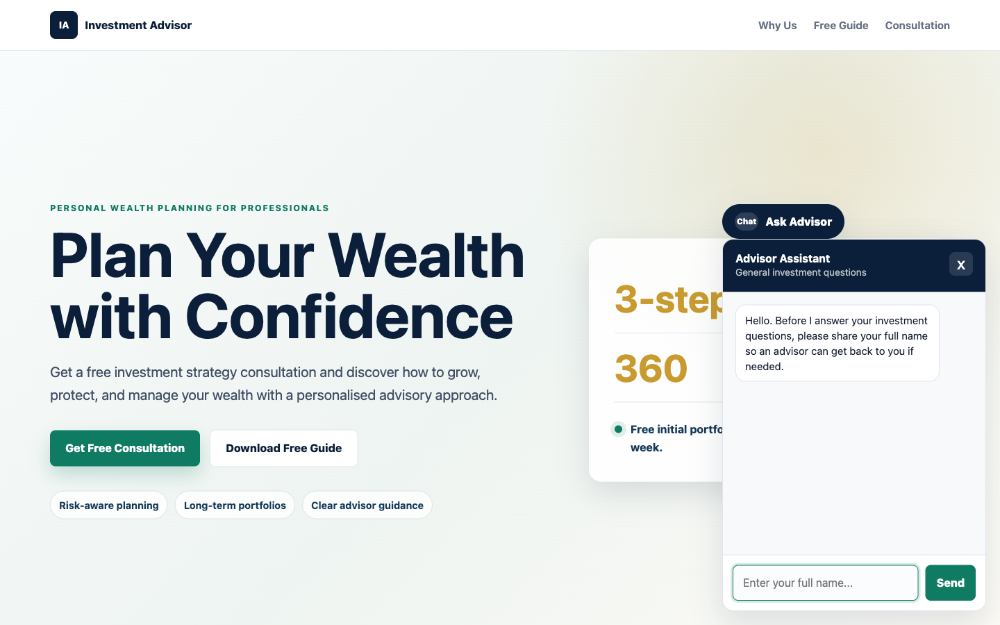 IA
Investment Advisor
Why Us
Free Guide
Consultation
PERSONAL WEALTH PLANNING FOR PROFESSIONALS
Plan Your Wealth
with Confidence
Get a free investment strategy consultation and discover how to grow,
protect, and manage your wealth with a personalised advisory approach.
Get Free Consultation
Download Free Guide
Risk-aware planning
Long-term portfolios
Clear advisor guidance
3-step
360
Free initial portfo
week.
Chat
Ask Advisor
Advisor Assistant
General investment questions
X
Hello. Before I answer your investment
questions, please share your full name
so an advisor can get back to you if
needed.
Enter your full name...
Send